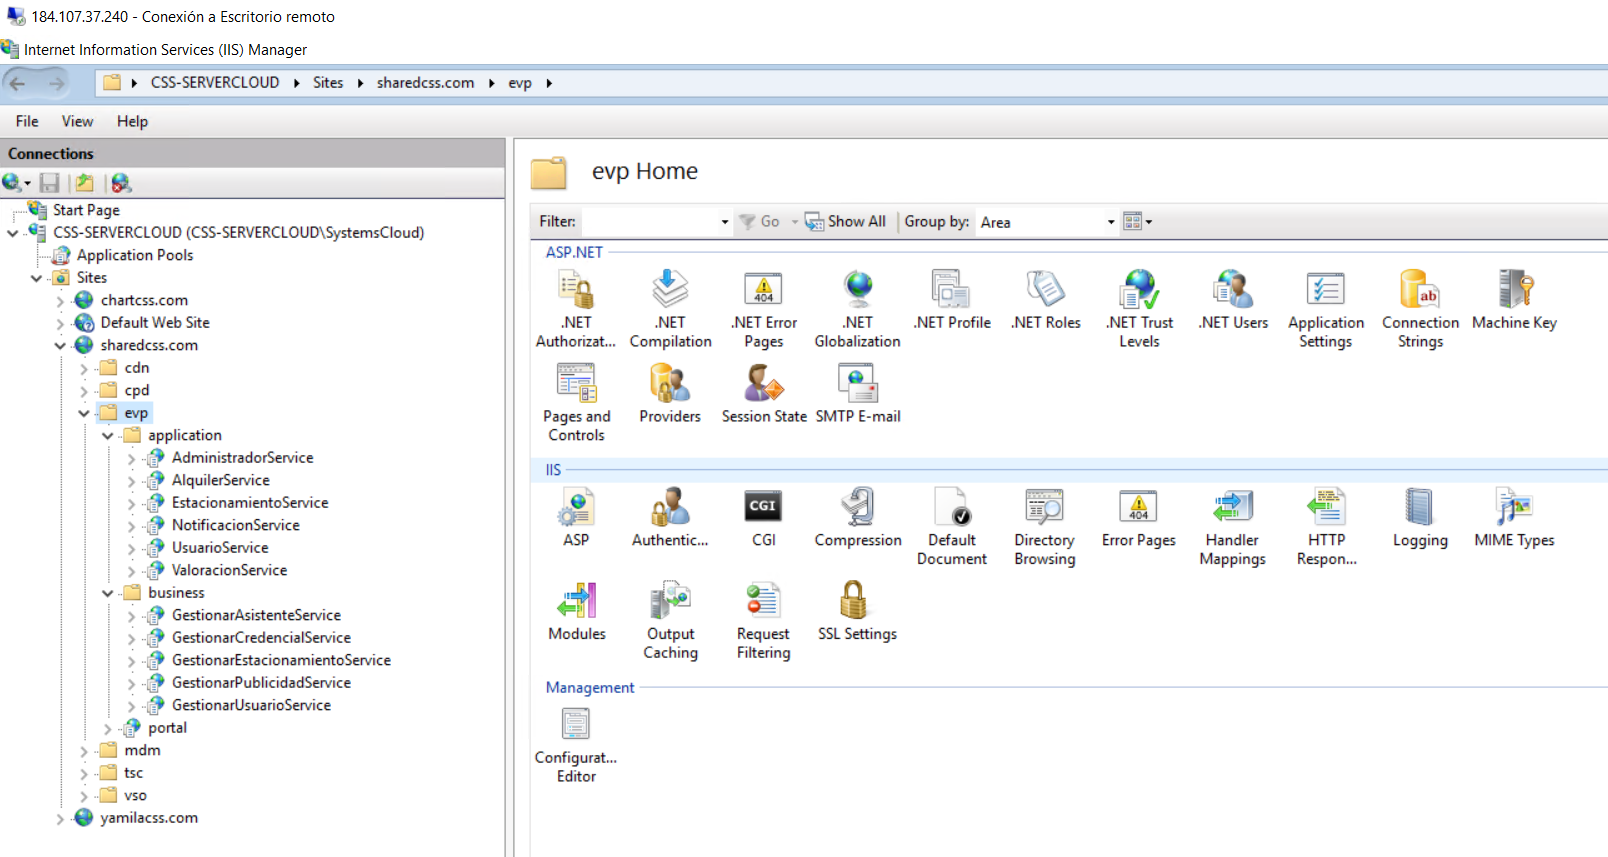 184.107.37.240 - Conexión a Escritorio remoto
Internet Information Services (IIS) Manager
CSS-SERVERCLOUD Sites sharedcss.com evp
File View Help
Connections
Start Page
CSS-SERVERCLOUD (CSS-SERVERCLOUD\SystemsCloud)
Application Pools
Sites
chartcss.com
Default Web Site
sharedcss.com
cdn
cpd
evp
application
AdministradorService
AlquilerService
EstacionamientoService
NotificacionService
UsuarioService
ValoracionService
business
GestionarAsistenteService
GestionarCredencialService
GestionarEstacionamientoService
GestionarPublicidadService
GestionarUsuarioService
portal
mdm
tsc
vso
yamilacss.com
evp Home
Filter: Go Show All Group by: Area
ASP.NET
404
ab
.NET Authorizat... .NET Compilation .NET Error Pages .NET Globalization .NET Profile .NET Roles .NET Trust Levels .NET Users Application Settings Connection Strings Machine Key
Pages and Controls Providers Session State SMTP E-mail
IIS
CGI
404
ASP Authentic... CGI Compression Default Document Directory Browsing Error Pages Handler Mappings HTTP Respon... Logging MIME Types
Modules Output Caching Request Filtering SSL Settings
Management
Configurat... Editor